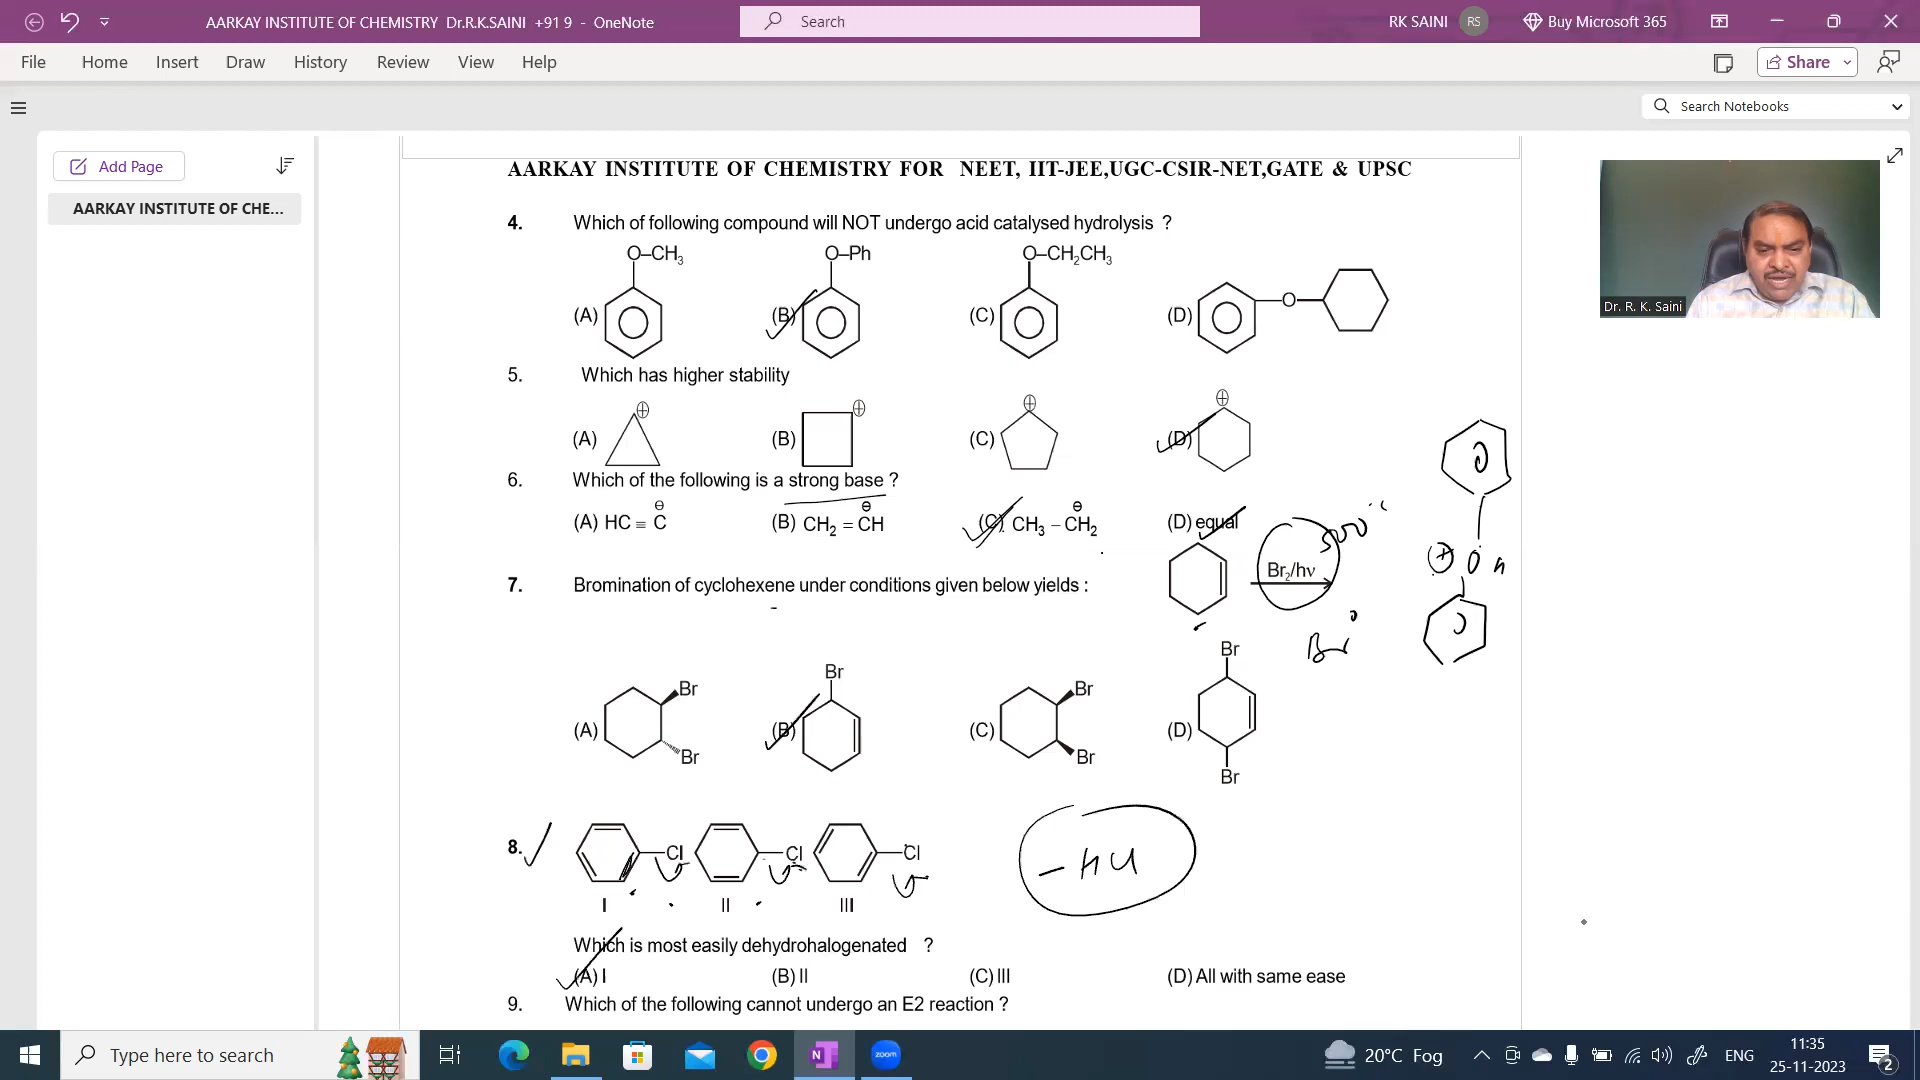 AARKAY INSTITUTE OF CHEMISTRY Dr.R.K.SAINI +91 9 - OneNote
Search
RK SAINI
RS
Buy Microsoft 365
File Home Insert Draw History Review View Help
Share
Search Notebooks
Add Page
AARKAY INSTITUTE OF CHE...
AARKAY INSTITUTE OF CHEMISTRY FOR NEET, IIT-JEE,UGC-CSIR-NET,GATE & UPSC
4. Which of following compound will NOT undergo acid catalysed hydrolysis ?
O–CH3 O–Ph O–CH2CH3
(A) (B) (C) (D) O
Dr. R. K. Saini
5. Which has higher stability
⊕ ⊕ ⊕ ⊕
(A) (B) (C) (D)
6. Which of the following is a strong base ?
(A) HC ≡ C⊖ (B) CH2 = CH⊖ (C) CH3 – CH2⊖ (D) equal
500 °C
⊕ O H
Br2/hν
7. Bromination of cyclohexene under conditions given below yields :
Br
Br Br Br Br
(A) (B) (C) (D)
Br Br Br
8. Cl Cl Cl
– HCl
I II III
Which is most easily dehydrohalogenated ?
(A) I (B) II (C) III (D) All with same ease
9. Which of the following cannot undergo an E2 reaction ?
Type here to search
zoom
20°C Fog
ENG
11:35
25-11-2023
2